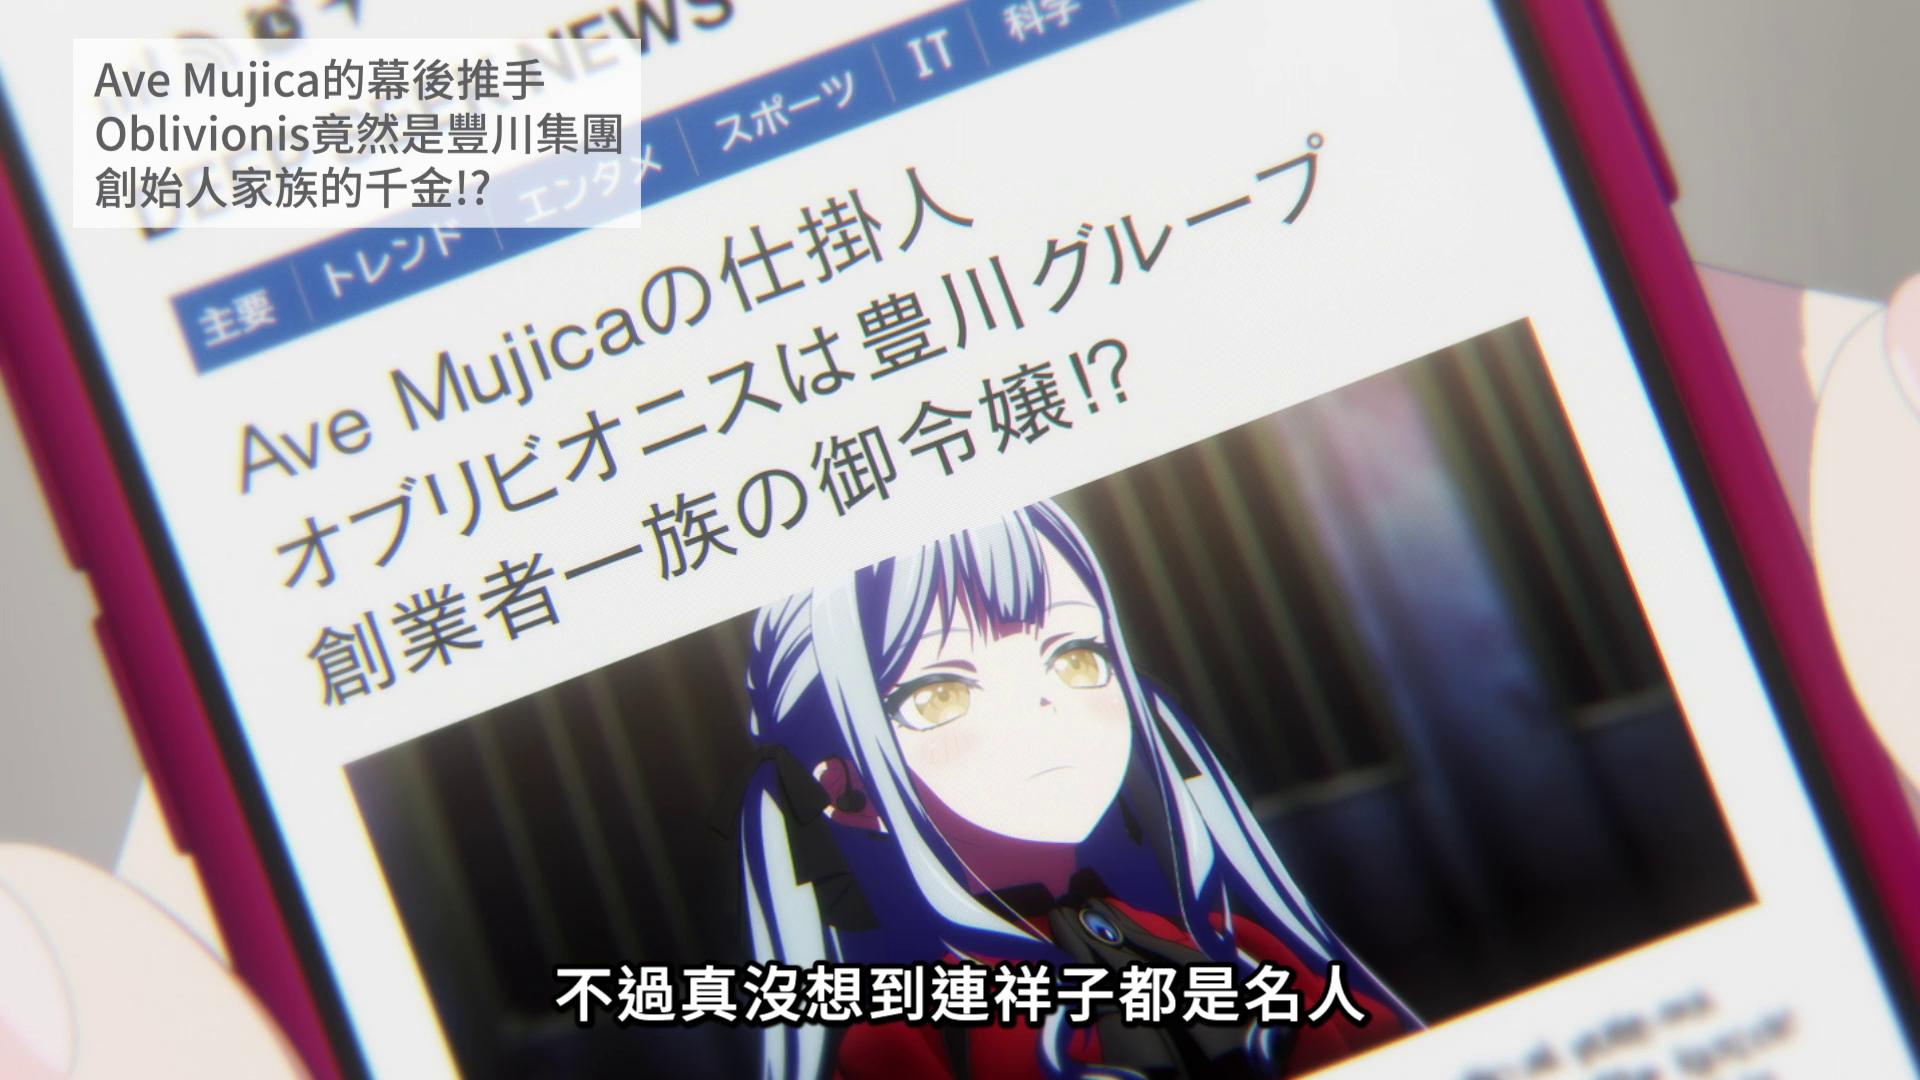 Ave Mujica的幕後推手
Oblivionis竟然是豐川集團
創始人家族的千金!?
NEWS
主要 トレンド エンタメ スポーツ IT 科学
Ave Mujicaの仕掛人
オブリビオニスは豊川グループ
創業者一族の御令嬢!?
不過真沒想到連祥子都是名人